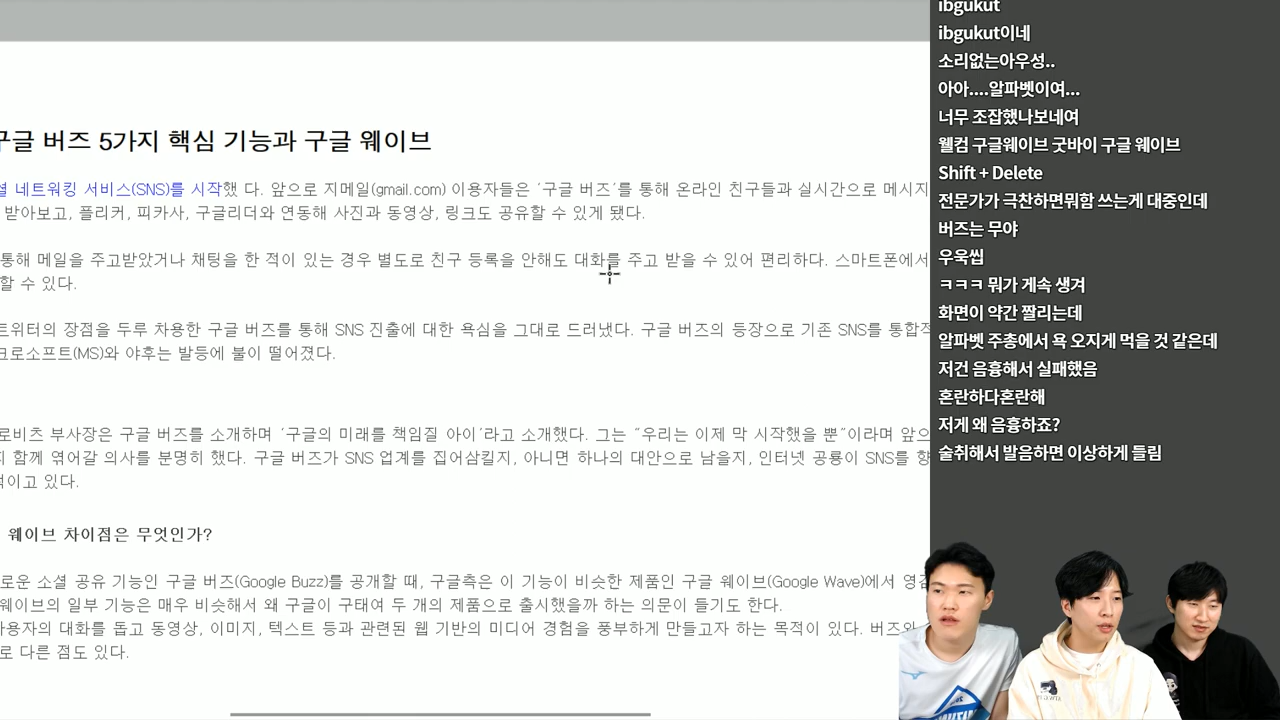 구글 버즈 5가지 핵심 기능과 구글 웨이브
셜 네트워킹 서비스(SNS)를 시작했 다. 앞으로 지메일(gmail.com) 이용자들은 '구글 버즈'를 통해 온라인 친구들과 실시간으로 메시지
받아보고, 플리커, 피카사, 구글리더와 연동해 사진과 동영상, 링크도 공유할 수 있게 됐다.
통해 메일을 주고받았거나 채팅을 한 적이 있는 경우 별도로 친구 등록을 안해도 대화를 주고 받을 수 있어 편리하다. 스마트폰에서
할 수 있다.
트위터의 장점을 두루 차용한 구글 버즈를 통해 SNS 진출에 대한 욕심을 그대로 드러냈다. 구글 버즈의 등장으로 기존 SNS를
크로소프트(MS)와 야후는 발등에 불이 떨어졌다.
로비츠 부사장은 구글 버즈를 소개하며 '구글의 미래를 책임질 아이'라고 소개했다. 그는 "우리는 이제 막 시작했을 뿐"이라며 앞으
함께 엮어갈 의사를 분명히 했다. 구글 버즈가 SNS 업계를 집어삼킬지, 아니면 하나의 대안으로 남을지, 인터넷 공룡이 SNS를
적이고 있다.
웨이브 차이점은 무엇인가?
로운 소셜 공유 기능인 구글 버즈(Google Buzz)를 공개할 때, 구글측은 이 기능이 비슷한 제품인 구글 웨이브(Google Wave)에서
웨이브의 일부 기능은 매우 비슷해서 왜 구글이 구태여 두 개의 제품으로 출시했을까 하는 의문이 들기도 한다.
사용자의 대화를 돕고 동영상, 이미지, 텍스트 등과 관련된 웹 기반의 미디어 경험을 풍부하게 만들고자 하는 목적이 있다. 버즈와
로 다른 점도 있다.
ibgukut
ibgukut이네
소리없는아우성..
아아....알파벳이여...
너무 조잡했나보네여
웰컴 구글웨이브 굿바이 구글 웨이브
Shift + Delete
전문가가 극찬하면뭐함 쓰는게 대중인데
버즈는 무야
우욱씹
ㅋㅋㅋ 뭐가 게속 생겨
화면이 약간 짤리는데
알파벳 주총에서 욕 오지게 먹을 것 같은데
저건 음흉해서 실패했음
혼란하다혼란해
저게 왜 음흉하죠?
술취해서 발음하면 이상하게 들림